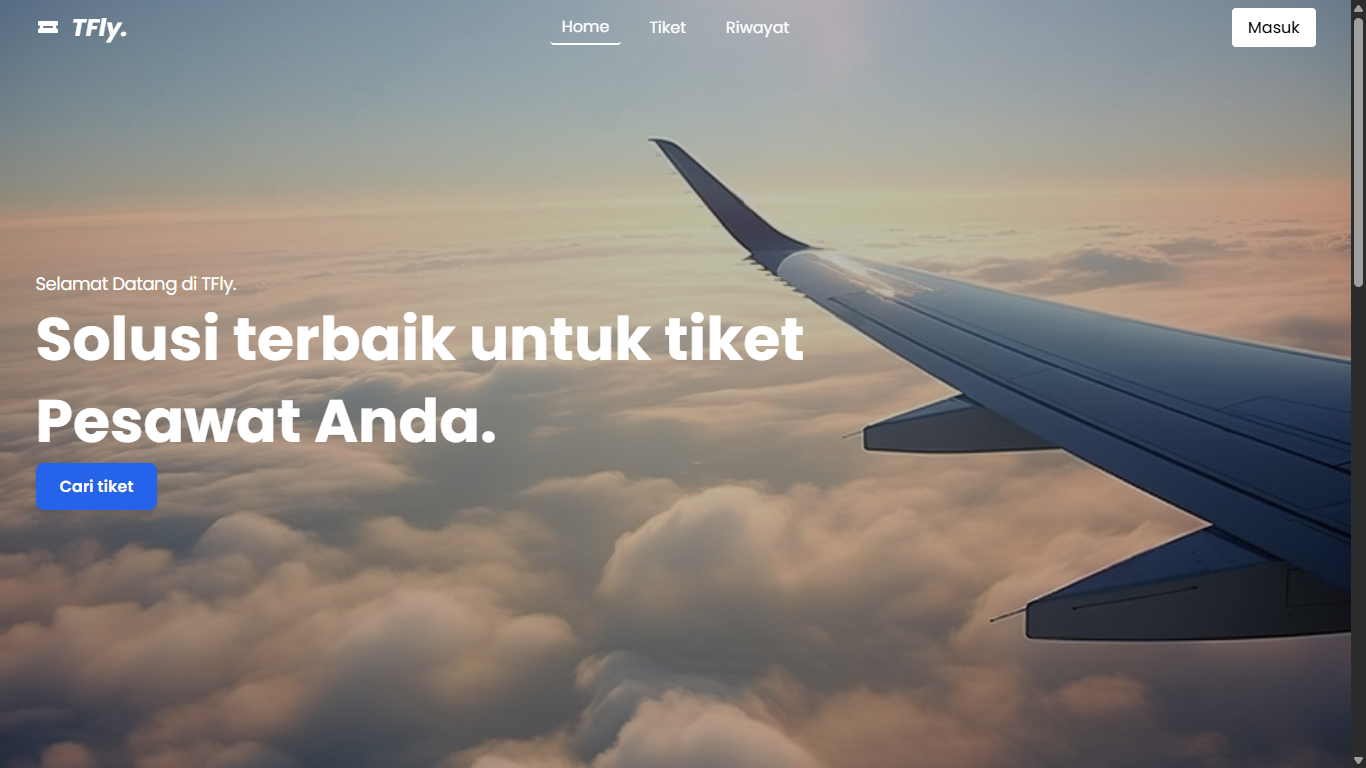 TFly.
Home
Tiket
Riwayat
Masuk
Selamat Datang di TFly.
Solusi terbaik untuk tiket
Pesawat Anda.
Cari tiket